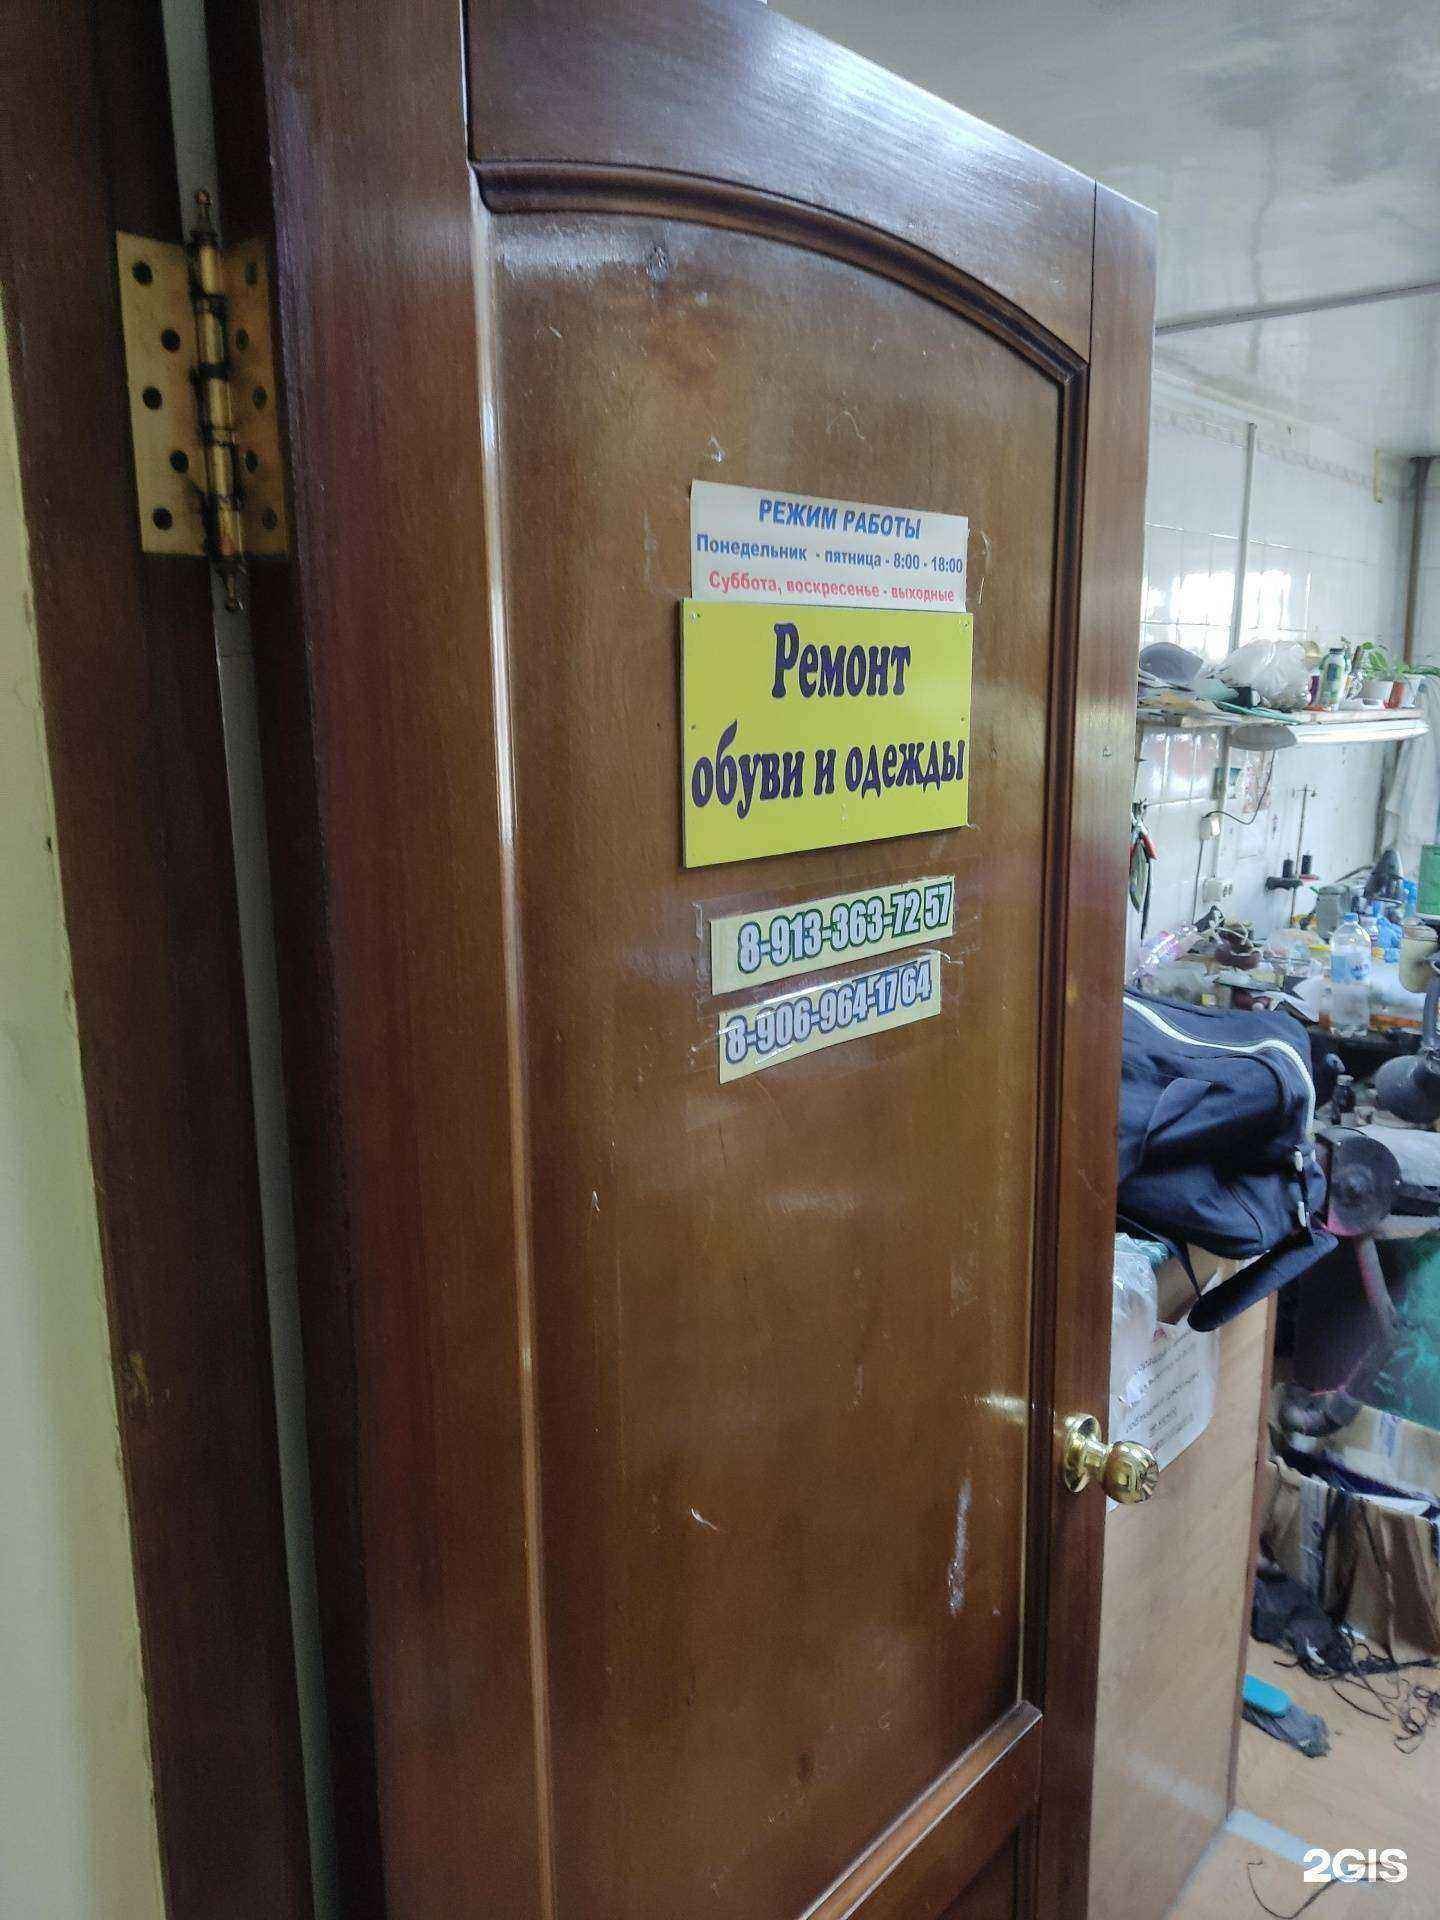 РЕЖИМ РАБОТЫ
Понедельник - пятница - 8:00 - 18:00
Суббота, воскресенье - выходные
Ремонт
обуви и одежды
8-913-363-72 57
8-906-964-17 64
2GIS